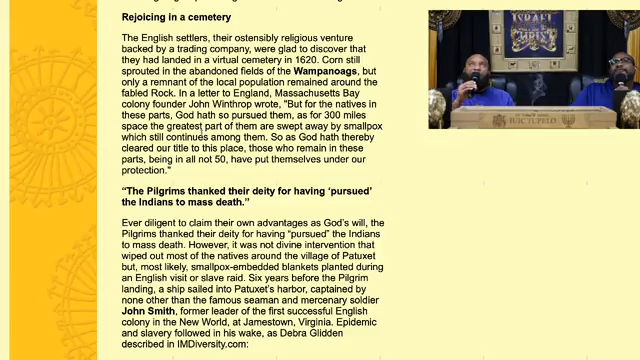 Rejoicing in a cemetery
The English settlers, their ostensibly religious venture
backed by a trading company, were glad to discover that
they had landed in a virtual cemetery in 1620. Corn still
sprouted in the abandoned fields of the Wampanoags, but
only a remnant of the local population remained around the
fabled Rock. In a letter to England, Massachusetts Bay
colony founder John Winthrop wrote, "But for the natives in
these parts, God hath so pursued them, as for 300 miles
space the greatest part of them are swept away by smallpox
which still continues among them. So as God hath thereby
cleared our title to this place, those who remain in these
parts, being in all not 50, have put themselves under our
protection."
“The Pilgrims thanked their deity for having ‘pursued’
the Indians to mass death.”
Ever diligent to claim their own advantages as God's will, the
Pilgrims thanked their deity for having "pursued" the Indians
to mass death. However, it was not divine intervention that
wiped out most of the natives around the village of Patuxet
but, most likely, smallpox-embedded blankets planted during
an English visit or slave raid. Six years before the Pilgrim
landing, a ship sailed into Patuxet's harbor, captained by
none other than the famous seaman and mercenary soldier
John Smith, former leader of the first successful English
colony in the New World, at Jamestown, Virginia. Epidemic
and slavery followed in his wake, as Debra Glidden
described in IMDiversity.com:
ISRAEL
CHRIST
IUIC TUPELO